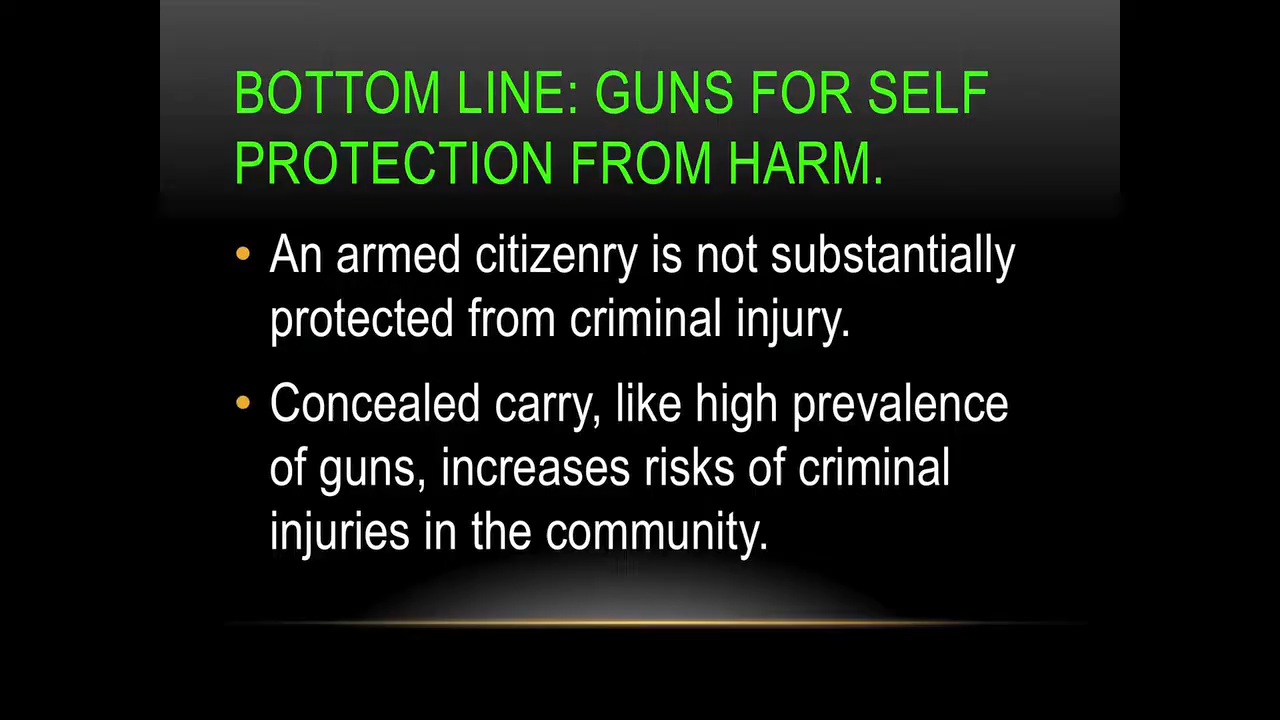 BOTTOM LINE: GUNS FOR SELF
PROTECTION FROM HARM.
• An armed citizenry is not substantially
protected from criminal injury.
• Concealed carry, like high prevalence
of guns, increases risks of criminal
injuries in the community.